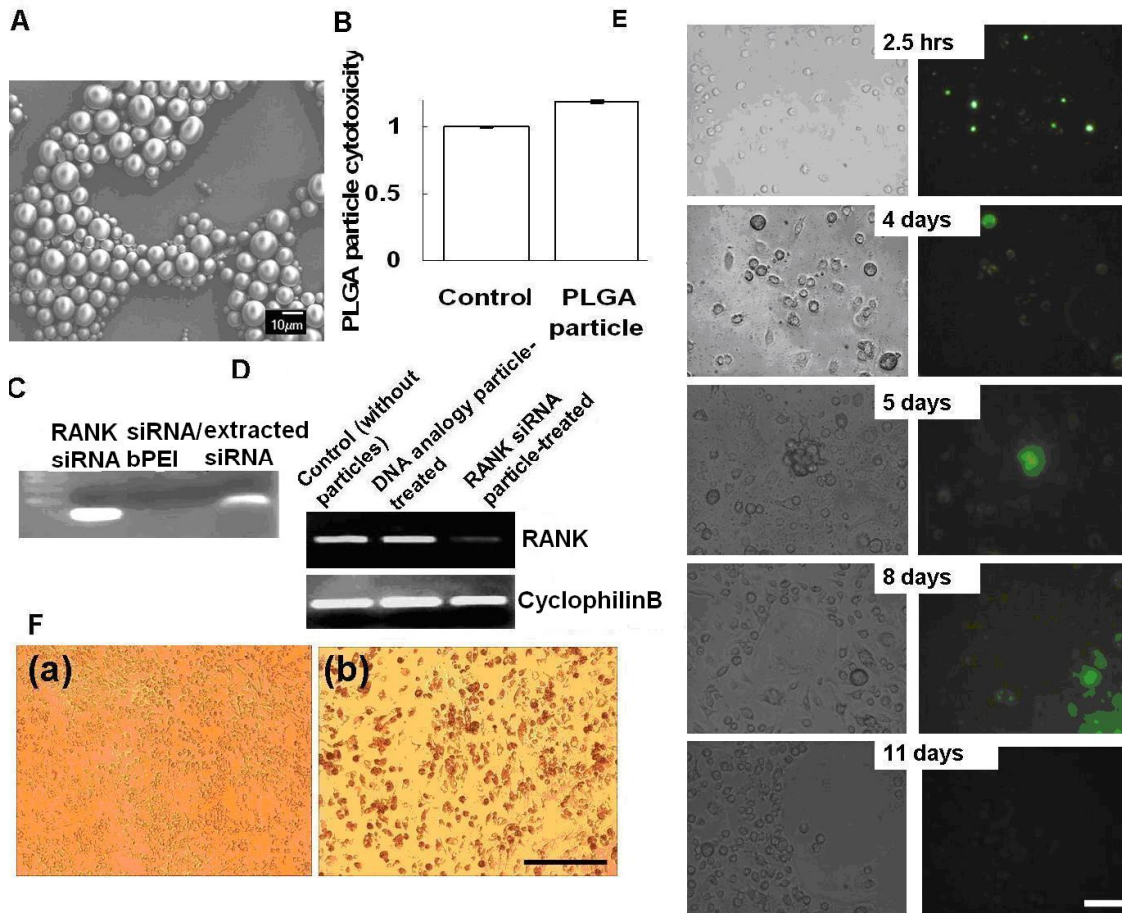 A
10μm
B
PLGA particle cytotoxicity
1
0.5
0
Control
PLGA
particle
C
RANK siRNA/extracted
siRNA bPEI siRNA
D
Control (without
particles)
DNA analogy particle-
treated
RANK siRNA
particle-treated
RANK
CyclophilinB
E
2.5 hrs
4 days
5 days
8 days
11 days
F
(a)
(b)